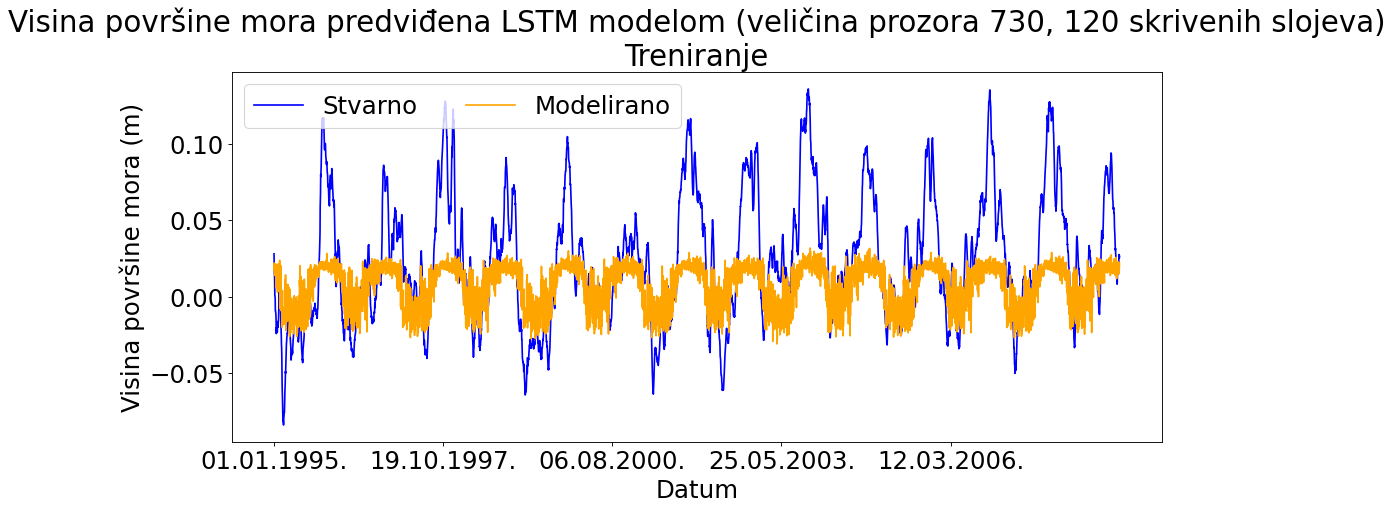 Visina površine mora predviđena LSTM modelom (veličina prozora 730, 120 skrivenih slojeva)
Treniranje
Stvarno Modelirano
Visina površine mora (m)
0.10
0.05
0.00
−0.05
01.01.1995. 19.10.1997. 06.08.2000. 25.05.2003. 12.03.2006.
Datum